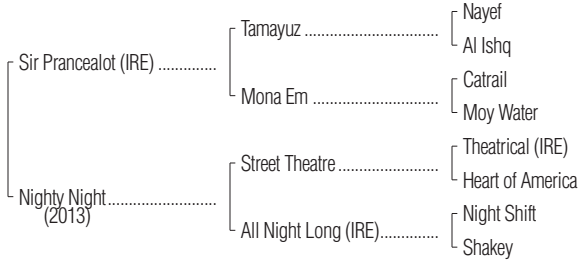 Nayef
Tamayuz ................................
Al Ishq
Sir Prancealot (IRE) ..............
Catrail
Mona Em ..............................
Moy Water
Theatrical (IRE)
Street Theatre ........................
Heart of America
Nighty Night..........................
(2013)
Night Shift
All Night Long (IRE)..............
Shakey